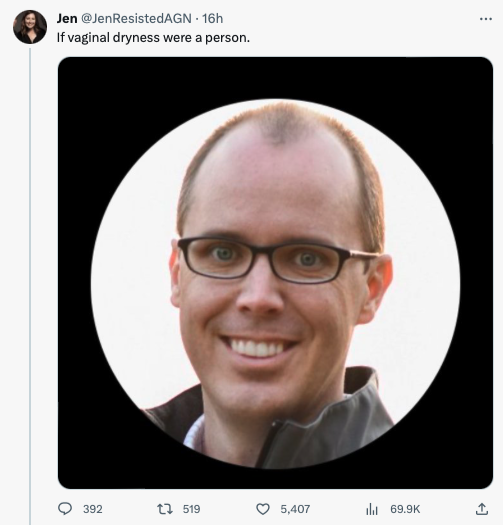 Jen @JenResistedAGN · 16h
If vaginal dryness were a person.
392 519 5,407 69.9K